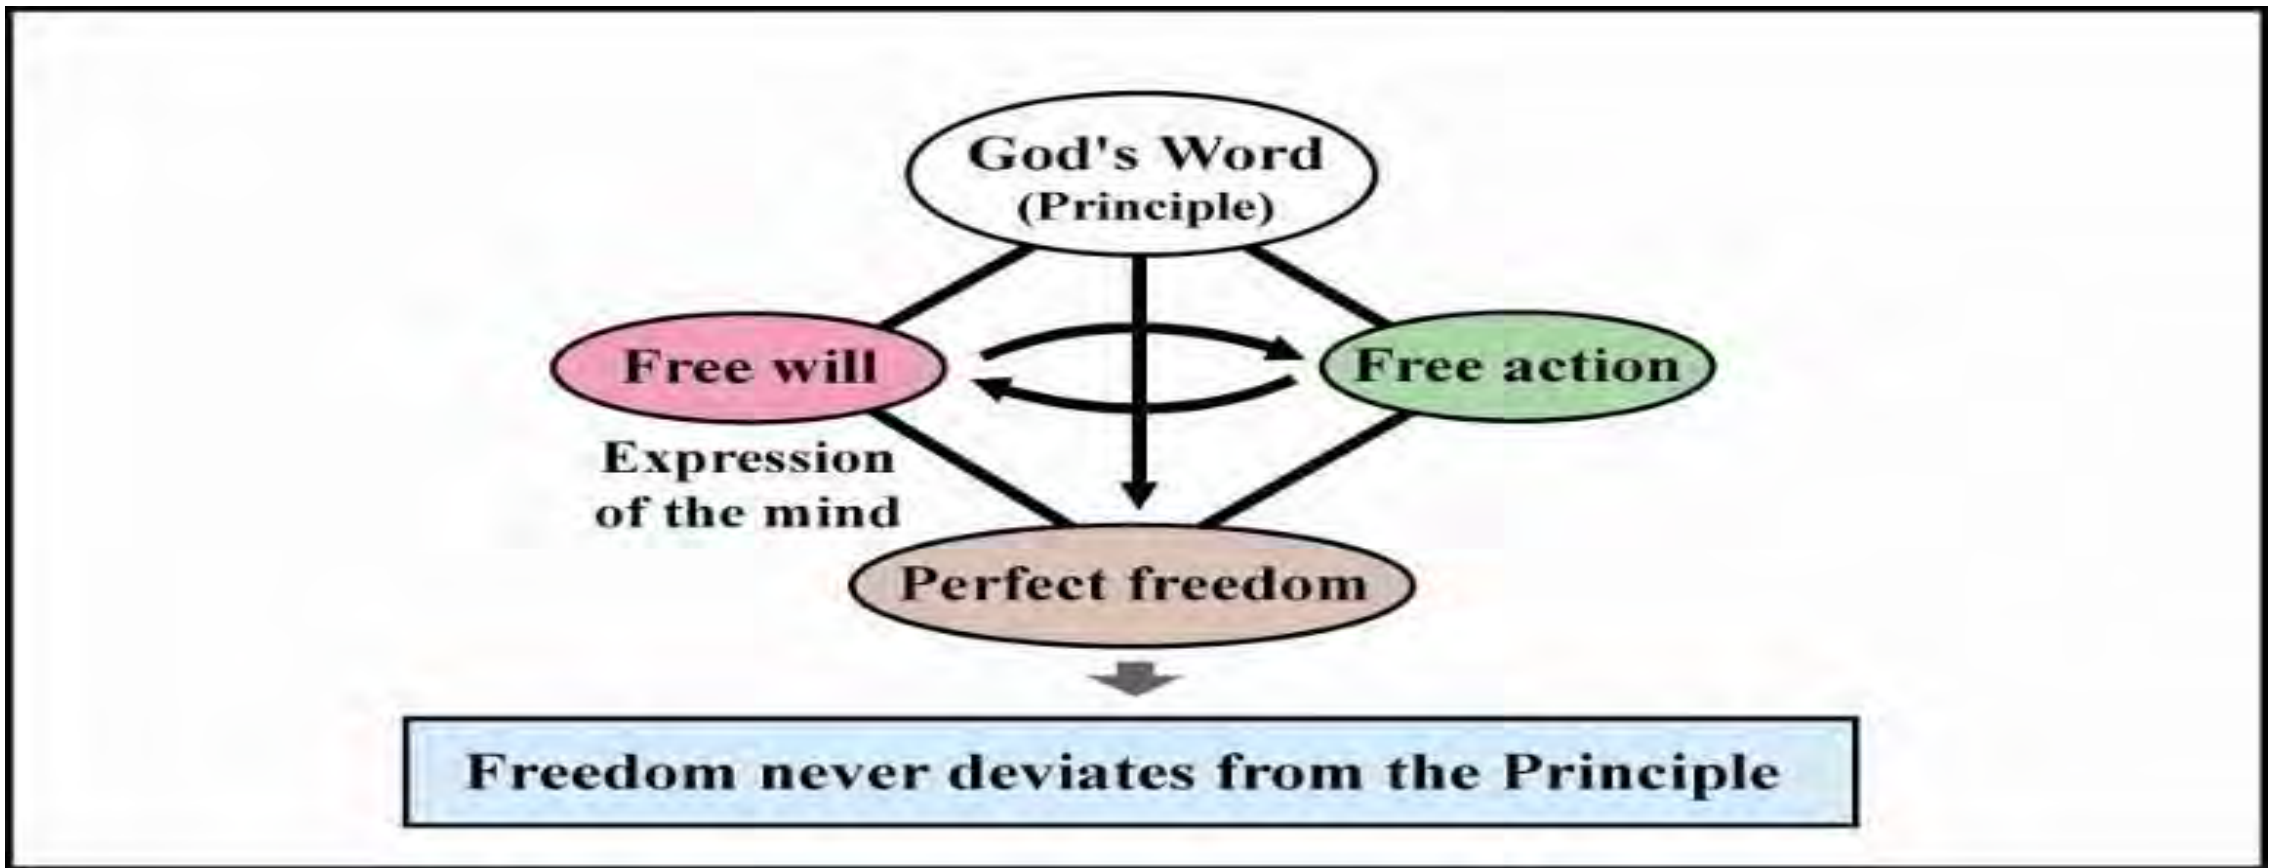 God's Word
(Principle)
Free will
Free action
Expression
of the mind
Perfect freedom
Freedom never deviates from the Principle